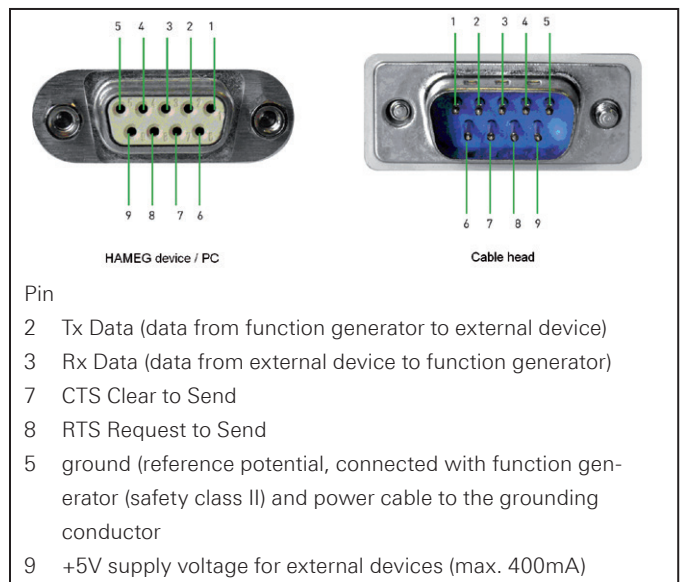 5 4 3 2 1
1 2 3 4 5
9 8 7 6
6 7 8 9
HAMEG device / PC
Cable head
Pin
2 Tx Data (data from function generator to external device)
3 Rx Data (data from external device to function generator)
7 CTS Clear to Send
8 RTS Request to Send
5 ground (reference potential, connected with function gen-
erator (safety class II) and power cable to the grounding
conductor
9 +5V supply voltage for external devices (max. 400mA)